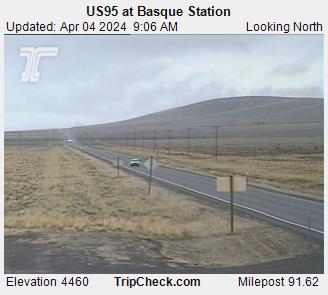 US95 at Basque Station
Updated: Apr 04 2024 9:06 AM Looking North
Elevation 4460 TripCheck.com Milepost 91.62